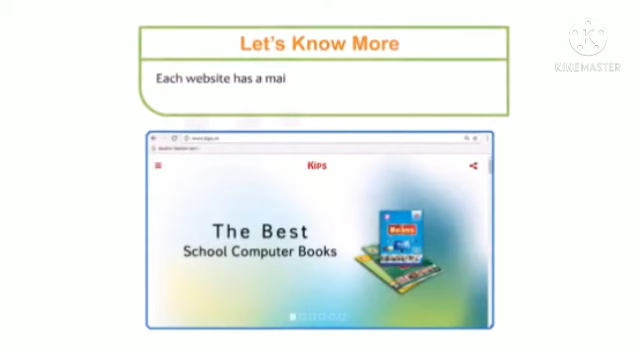 Let's Know More
KINEMASTER
Each website has a mai
Kips
The Best
School Computer Books